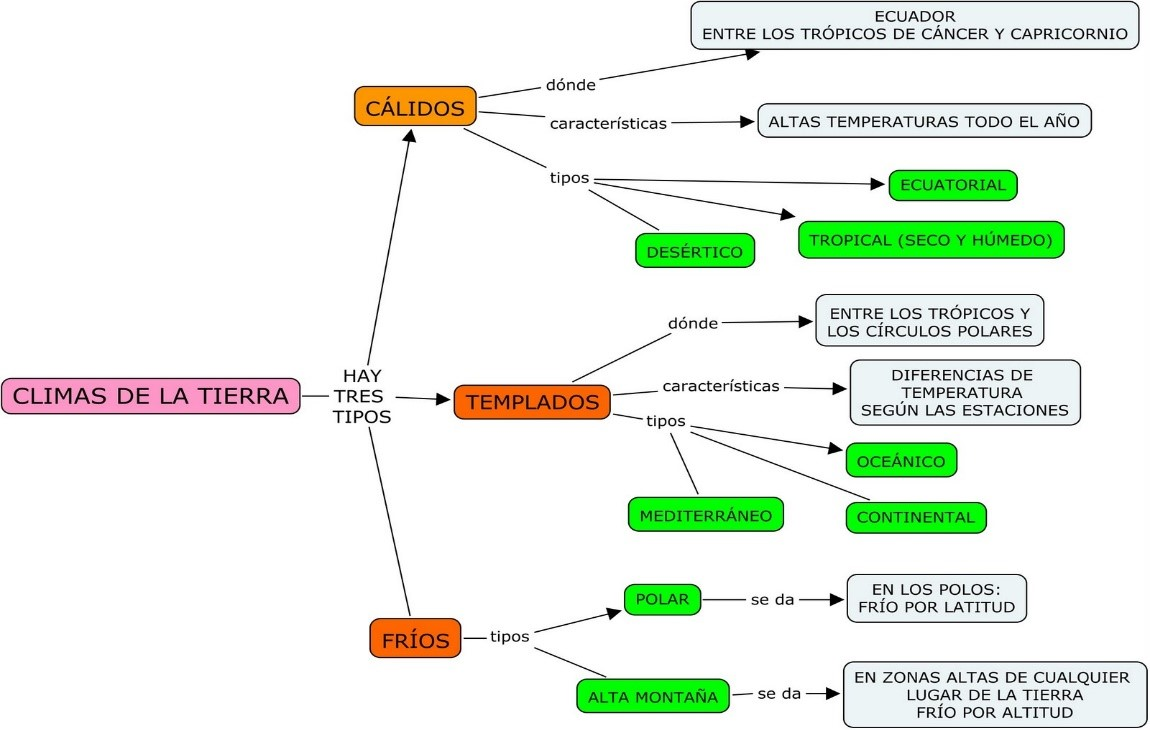 CLIMAS DE LA TIERRA
HAY
TRES
TIPOS
CÁLIDOS
dónde
ECUADOR
ENTRE LOS TRÓPICOS DE CÁNCER Y CAPRICORNIO
características
ALTAS TEMPERATURAS TODO EL AÑO
tipos
ECUATORIAL
TROPICAL (SECO Y HÚMEDO)
DESÉRTICO
TEMPLADOS
dónde
ENTRE LOS TRÓPICOS Y
LOS CÍRCULOS POLARES
características
DIFERENCIAS DE
TEMPERATURA
SEGÚN LAS ESTACIONES
tipos
OCEÁNICO
CONTINENTAL
MEDITERRÁNEO
FRÍOS
tipos
POLAR
se da
EN LOS POLOS:
FRÍO POR LATITUD
ALTA MONTAÑA
se da
EN ZONAS ALTAS DE CUALQUIER
LUGAR DE LA TIERRA
FRÍO POR ALTITUD